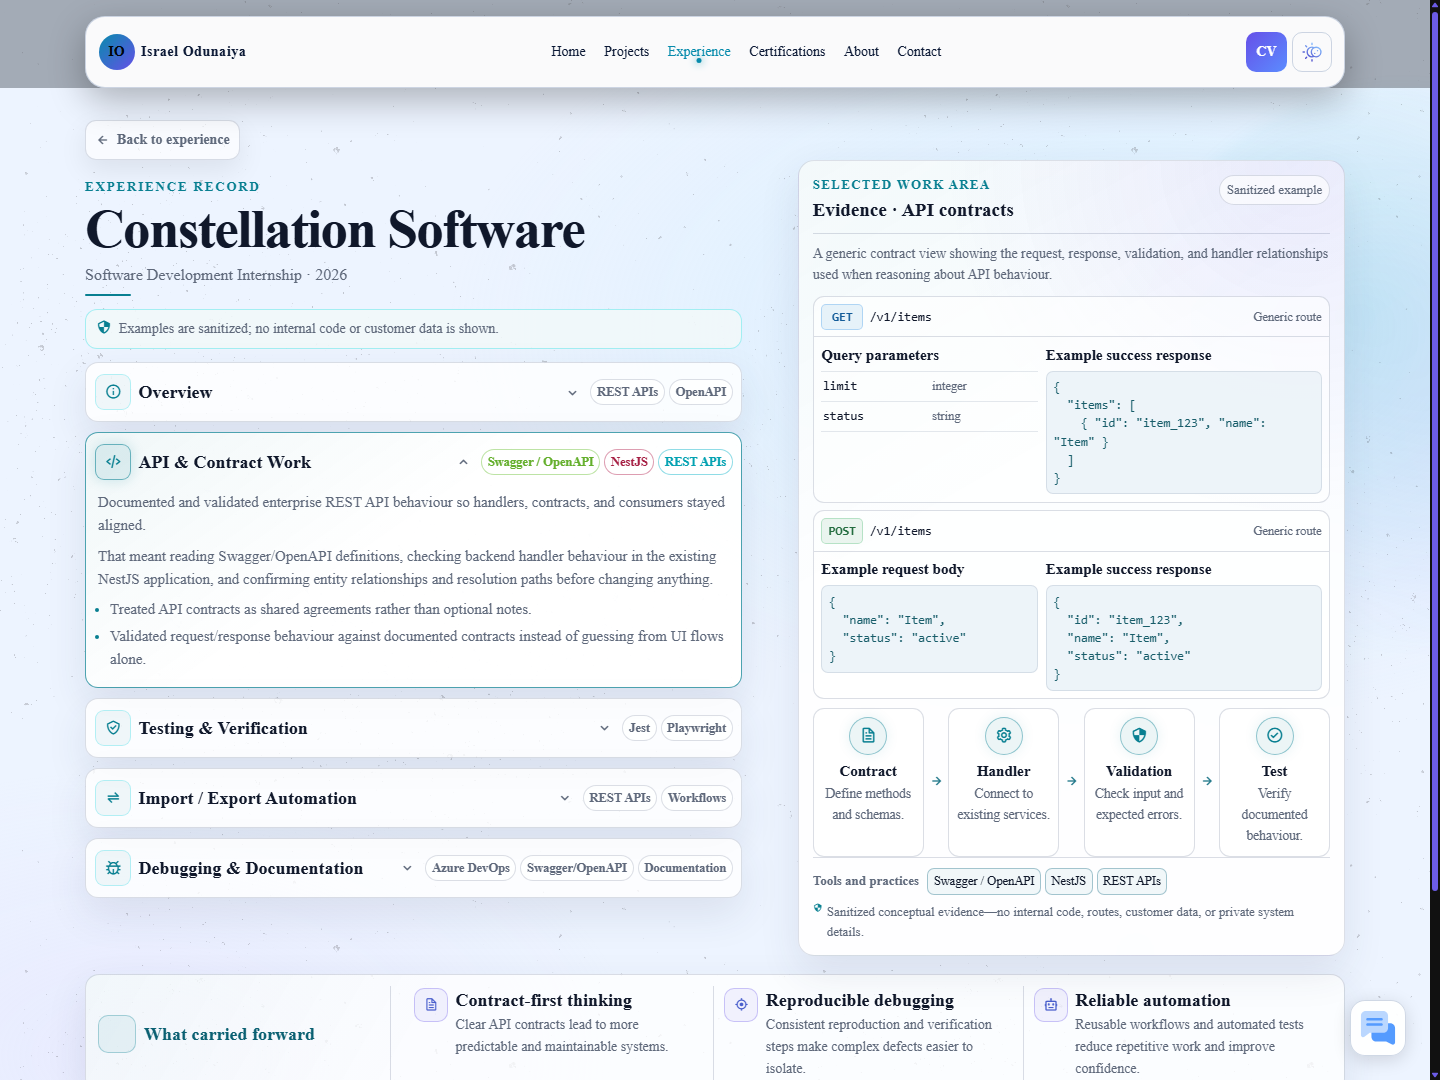 IO Israel Odunaiya
Home Projects Experience Certifications About Contact
CV
Back to experience
EXPERIENCE RECORD
Constellation Software
Software Development Internship · 2026
Examples are sanitized; no internal code or customer data is shown.
Overview
REST APIs OpenAPI
API & Contract Work
Swagger / OpenAPI NestJS REST APIs
Documented and validated enterprise REST API behaviour so handlers, contracts, and consumers stayed
aligned.
That meant reading Swagger/OpenAPI definitions, checking backend handler behaviour in the existing
NestJS application, and confirming entity relationships and resolution paths before changing anything.
Treated API contracts as shared agreements rather than optional notes.
Validated request/response behaviour against documented contracts instead of guessing from UI flows
alone.
Testing & Verification
Jest Playwright
Import / Export Automation
REST APIs Workflows
Debugging & Documentation
Azure DevOps Swagger/OpenAPI Documentation
SELECTED WORK AREA
Evidence · API contracts
Sanitized example
A generic contract view showing the request, response, validation, and handler relationships
used when reasoning about API behaviour.
GET /v1/items Generic route
Query parameters
limit integer
status string
Example success response
{
"items": [
{ "id": "item_123", "name":
"Item" }
]
}
POST /v1/items Generic route
Example request body
{
"name": "Item",
"status": "active"
}
Example success response
{
"id": "item_123",
"name": "Item",
"status": "active"
}
Contract
Define methods
and schemas.
Handler
Connect to
existing services.
Validation
Check input and
expected errors.
Test
Verify
documented
behaviour.
Tools and practices Swagger / OpenAPI NestJS REST APIs
Sanitized conceptual evidence—no internal code, routes, customer data, or private system
details.
What carried forward
Contract-first thinking
Clear API contracts lead to more
predictable and maintainable systems.
Reproducible debugging
Consistent reproduction and verification
steps make complex defects easier to
isolate.
Reliable automation
Reusable workflows and automated tests
reduce repetitive work and improve
confidence.